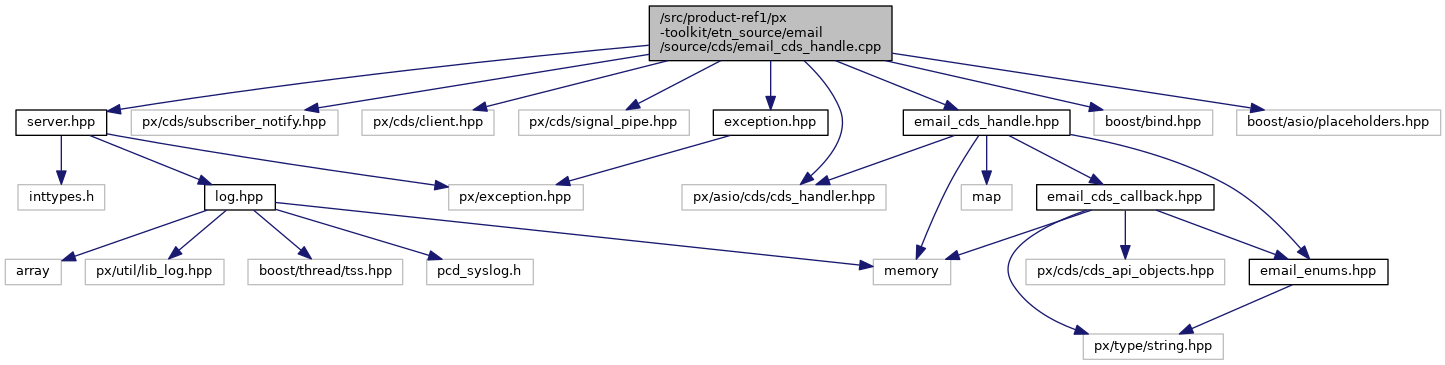 /src/product-ref1/px
-toolkit/etn_source/email
/source/cds/email_cds_handle.cpp
server.hpp
px/cds/subscriber_notify.hpp
px/cds/client.hpp
px/cds/signal_pipe.hpp
exception.hpp
email_cds_handle.hpp
boost/bind.hpp
boost/asio/placeholders.hpp
inttypes.h
log.hpp
px/exception.hpp
px/asio/cds/cds_handler.hpp
map
email_cds_callback.hpp
array
px/util/lib_log.hpp
boost/thread/tss.hpp
pcd_syslog.h
memory
px/cds/cds_api_objects.hpp
email_enums.hpp
px/type/string.hpp